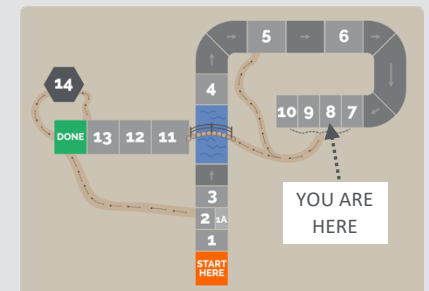 5
6
14
4
10 9 8 7
DONE 13 12 11
3
2 1A
1
START
HERE
YOU ARE
HERE